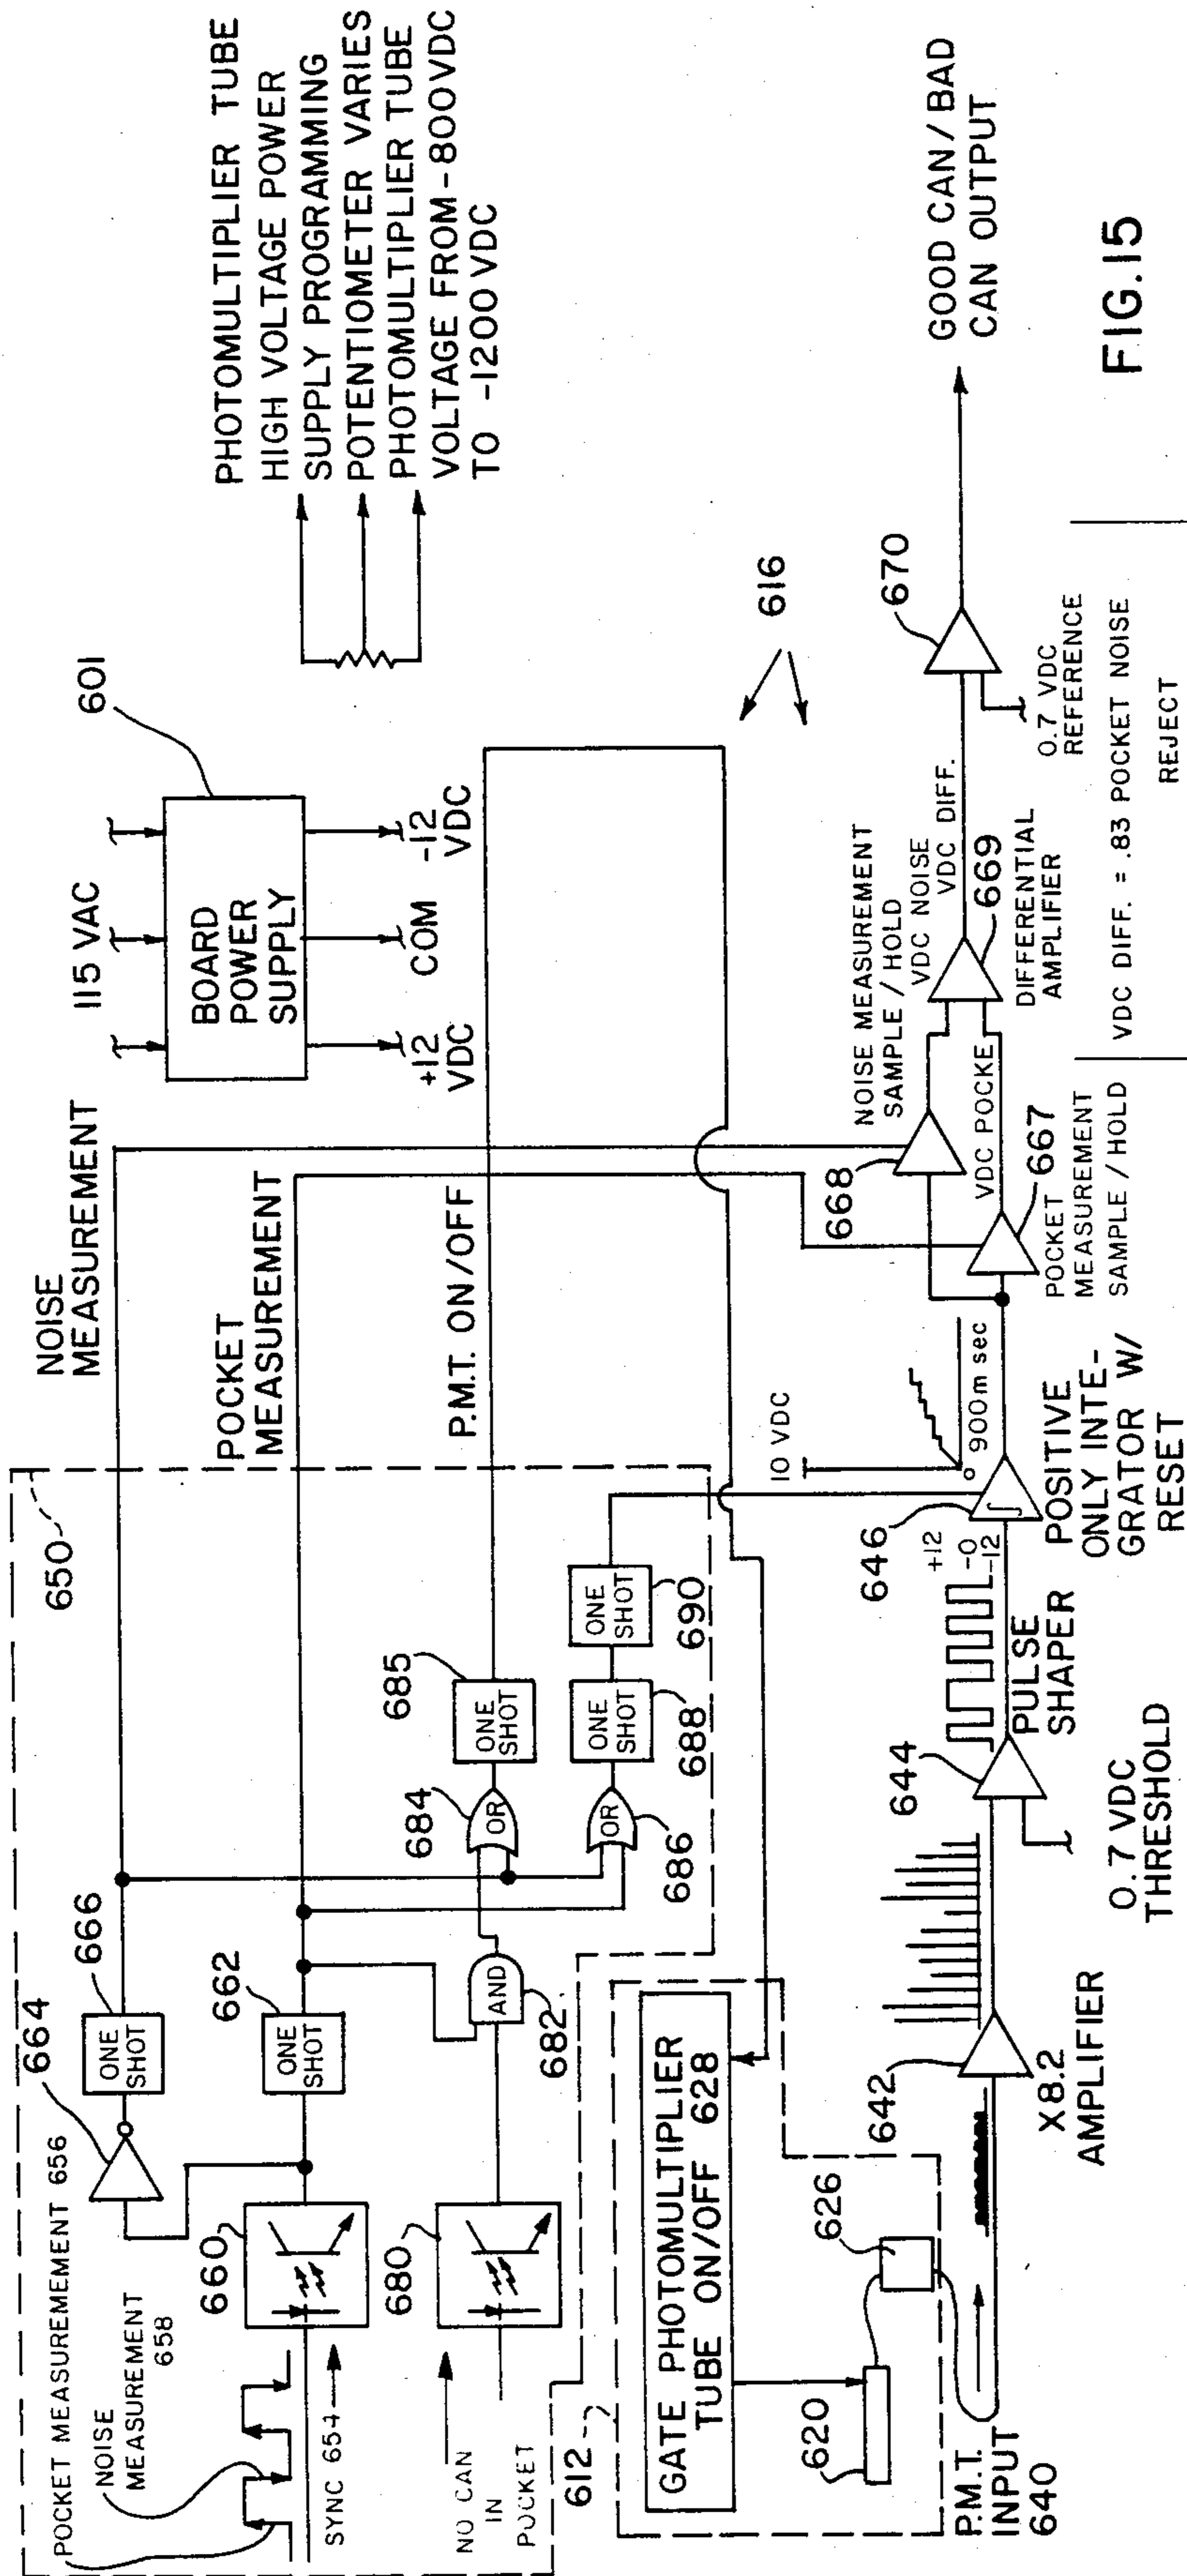 PHOTOMULTIPLIER TUBE
HIGH VOLTAGE POWER
SUPPLY PROGRAMMING
POTENTIOMETER VARIES
PHOTOMULTIPLIER TUBE
VOLTAGE FROM -800VDC
TO -1200VDC
601
115 VAC
BOARD
POWER
SUPPLY
+12
VDC
COM
-12
VDC
NOISE
MEASUREMENT
POCKET
MEASUREMENT
P.M.T. ON/OFF
650
616
664
666
ONE
SHOT
662
ONE
SHOT
POCKET MEASUREMEMENT 656
NOISE
MEASUREMENT
658
660
SYNC 654
680
NO CAN
IN
POCKET
AND
682
684
OR
685
ONE
SHOT
OR
686
ONE
SHOT
688
ONE
SHOT
690
612
GATE PHOTOMULTIPLIER
TUBE ON/OFF 628
620
626
P.M.T.
INPUT
640
642
X8.2
AMPLIFIER
644
0.7 VDC
THRESHOLD
PULSE
SHAPER
+12
-0
-12
646
POSITIVE
ONLY INTE-
GRATOR W/
RESET
10 VDC
0
900m sec
668
NOISE MEASUREMENT
SAMPLE / HOLD
VDC NOISE
VDC POCKE
667
POCKET
MEASUREMENT
SAMPLE / HOLD
VDC DIFF.
669
DIFFERENTIAL
AMPLIFIER
670
0.7 VDC
REFERENCE
VDC DIFF. = .83 POCKET NOISE
REJECT
GOOD CAN/BAD
CAN OUTPUT
FIG.15